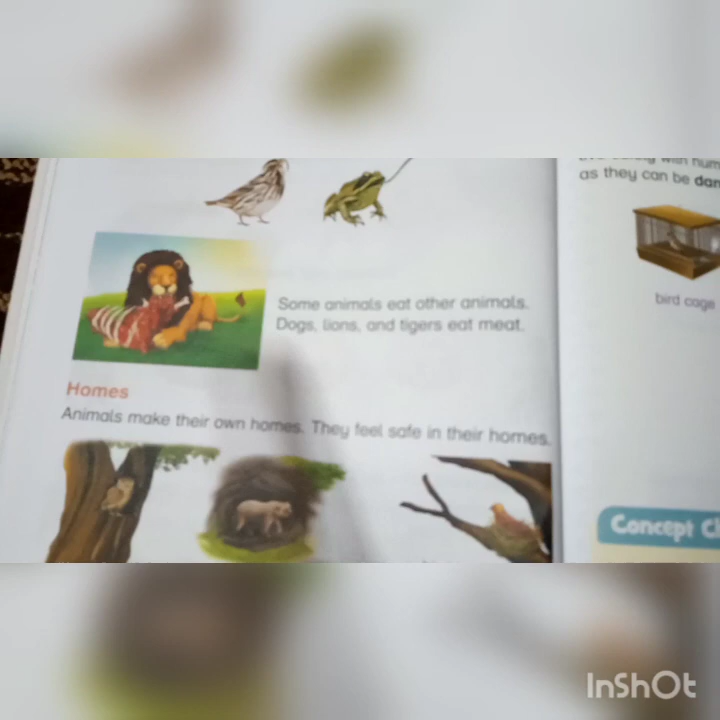 Some animals eat other animals.
Dogs, lions, and tigers eat meat.
Homes
Animals make their own homes. They feel safe in their homes.
as they can be
bird cage
Concept
InShOt